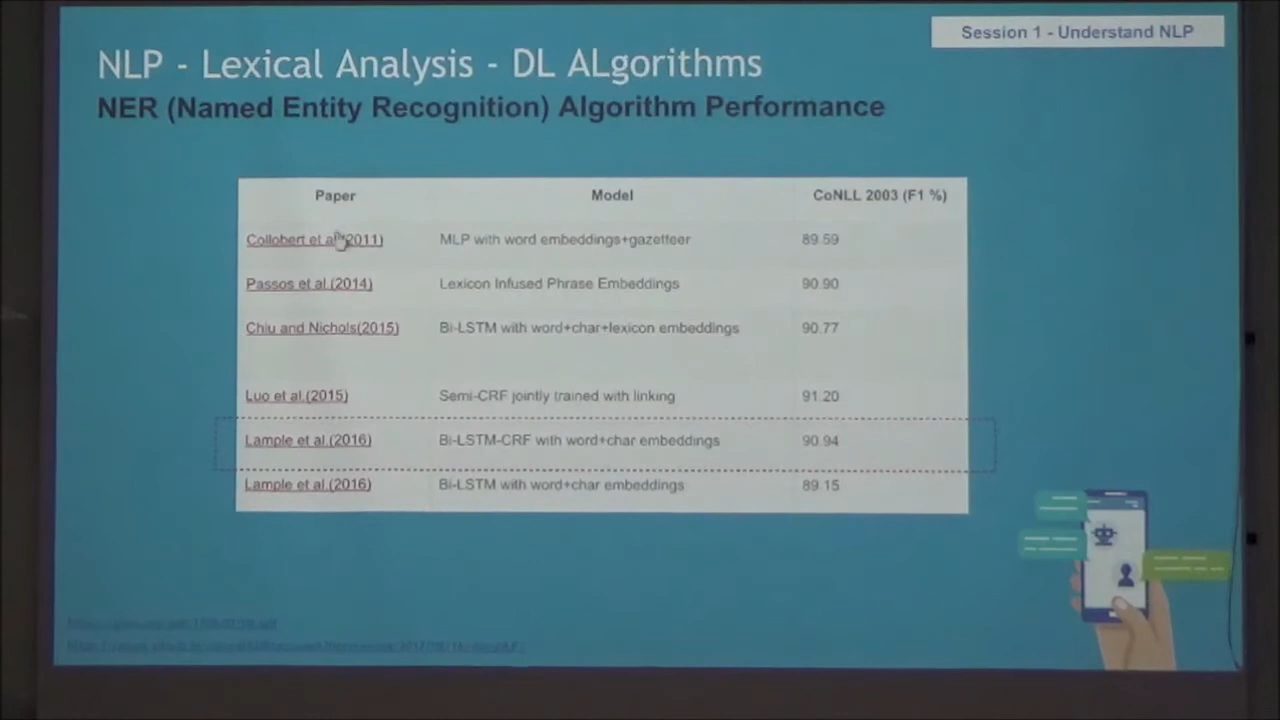 Session 1 - Understand NLP
NLP - Lexical Analysis - DL ALgorithms
NER (Named Entity Recognition) Algorithm Performance
Paper Model CoNLL 2003 (F1 %)
Collobert et al.(2011) MLP with word embeddings+gazetteer 89.59
Passos et al.(2014) Lexicon Infused Phrase Embeddings 90.90
Chiu and Nichols(2015) Bi-LSTM with word+char+lexicon embeddings 90.77
Luo et al.(2015) Semi-CRF jointly trained with linking 91.20
Lample et al.(2016) Bi-LSTM-CRF with word+char embeddings 90.94
Lample et al.(2016) Bi-LSTM with word+char embeddings 89.15